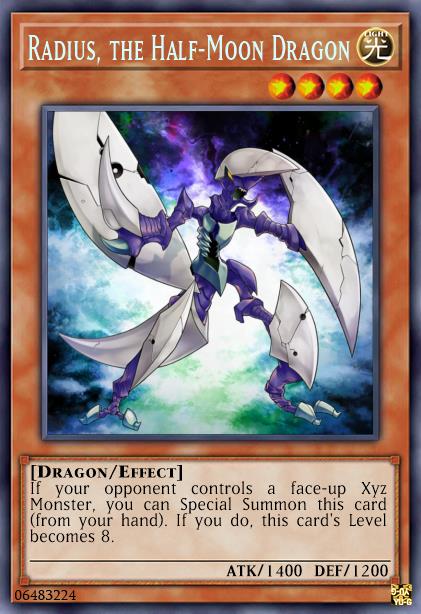 Radius, the Half-Moon Dragon
LIGHT
光
[Dragon/Effect]
If your opponent controls a face-up Xyz
Monster, you can Special Summon this card
(from your hand). If you do, this card's Level
becomes 8.
ATK/1400 DEF/1200
06483224